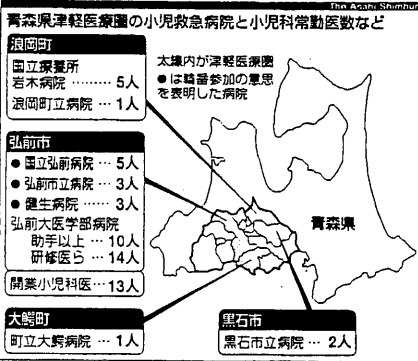 The Asahi Shimbun
青森県津軽医療圏の小児救急病院と小児科常勤医数など
浪岡町
国立療養所
岩木病院 ……… 5人
浪岡町立病院 … 1人
太線内が津軽医療圏
●は輪番参加の意思
を表明した病院
弘前市
● 国立弘前病院 … 5人
● 弘前市立病院 … 3人
● 健生病院 …… 3人
弘前大医学部病院
助手以上 … 10人
研修医ら … 14人
開業小児科医 … 13人
青森県
大鰐町
町立大鰐病院 … 1人
黒石市
黒石市立病院 … 2人